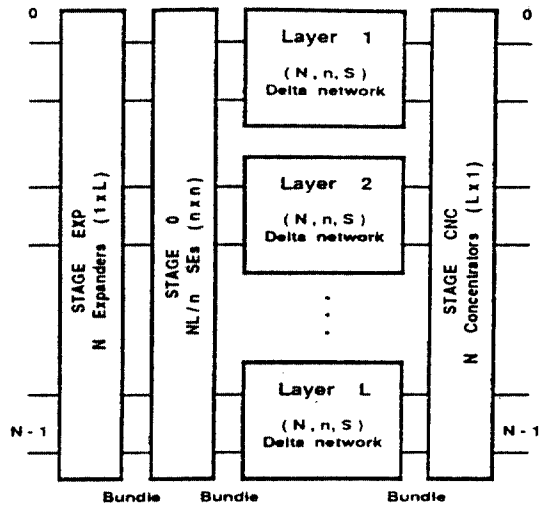 0
0
Layer 1
( N , n, S )
Delta network
Layer 2
( N , n, S )
Delta network
Layer L
( N , n, S )
Delta network
STAGE EXP
N Expanders (1xL)
STAGE 0
NL/n SEs (nxn)
STAGE CNC
N Concentrators (Lx1)
N - 1
N - 1
Bundle
Bundle
Bundle